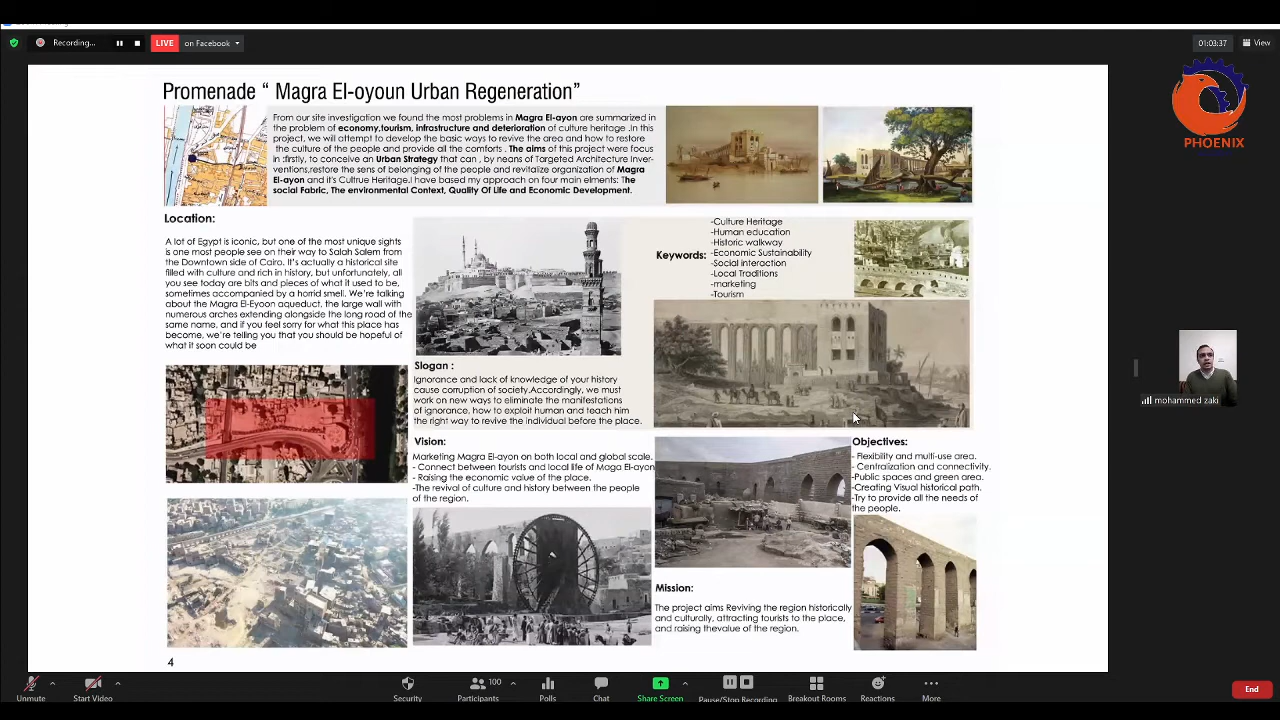 Recording...
LIVE
on Facebook
01:03:37
View
PHOENIX
Promenade “ Magra El-oyoun Urban Regeneration”
From our site investigation we found the most problems in Magra El-ayon are summarized in
the problem of economy,tourism, infrastructure and deterioration of culture heritage .In this
project, we will attempt to develop the basic ways to revive the area and how to restore
the culture of the people and provide all the comforts . The aims of this project were focus
in :firstly, to conceive an Urban Strategy that can , by neans of Targeted Architecture Inver-
ventions,restore the sens of belonging of the people and revitalize organization of Magra
El-ayon and it's Cultrue Heritage.I have based my approach on four main elments: The
social Fabric, The environmental Context, Quality Of Life and Economic Development.
Location:
A lot of Egypt is iconic, but one of the most unique sights
is one most people see on their way to Salah Salem from
the Downtown side of Cairo. It's actually a historical site
filled with culture and rich in history, but unfortunately, all
you see today are bits and pieces of what it used to be,
sometimes accompanied by a horrid smell. We're talking
about the Magra El-Eyoon aqueduct, the large wall with
numerous arches extending alongside the long road of the
same name, and if you feel sorry for what this place has
become, we're telling you that you should be hopeful of
what it soon could be
Keywords:
-Culture Heritage
-Human education
-Historic walkway
-Economic Sustainability
-Social interaction
-Local Traditions
-marketing
-Tourism
Slogan :
Ignorance and lack of knowledge of your history
cause corruption of society.Accordingly, we must
work on new ways to eliminate the manifestations
of ignorance, how to exploit human and teach him
the right way to revive the individual before the place.
Vision:
Marketing Magra El-ayon on both local and global scale.
- Connect between tourists and local life of Maga El-ayon
- Raising the economic value of the place.
-The revival of culture and history between the people
of the region.
Objectives:
- Flexibility and multi-use area.
- Centralization and connectivity.
-Public spaces and green area.
-Creating Visual historical path.
-Try to provide all the needs of
the people.
Mission:
The project aims Reviving the region historically
and culturally, attracting tourists to the place,
and raising thevalue of the region.
4
mohammed zaki
Unmute
Start Video
Security
Participants
100
Polls
Chat
Share Screen
Pause/Stop Recording
Breakout Rooms
Reactions
More
End